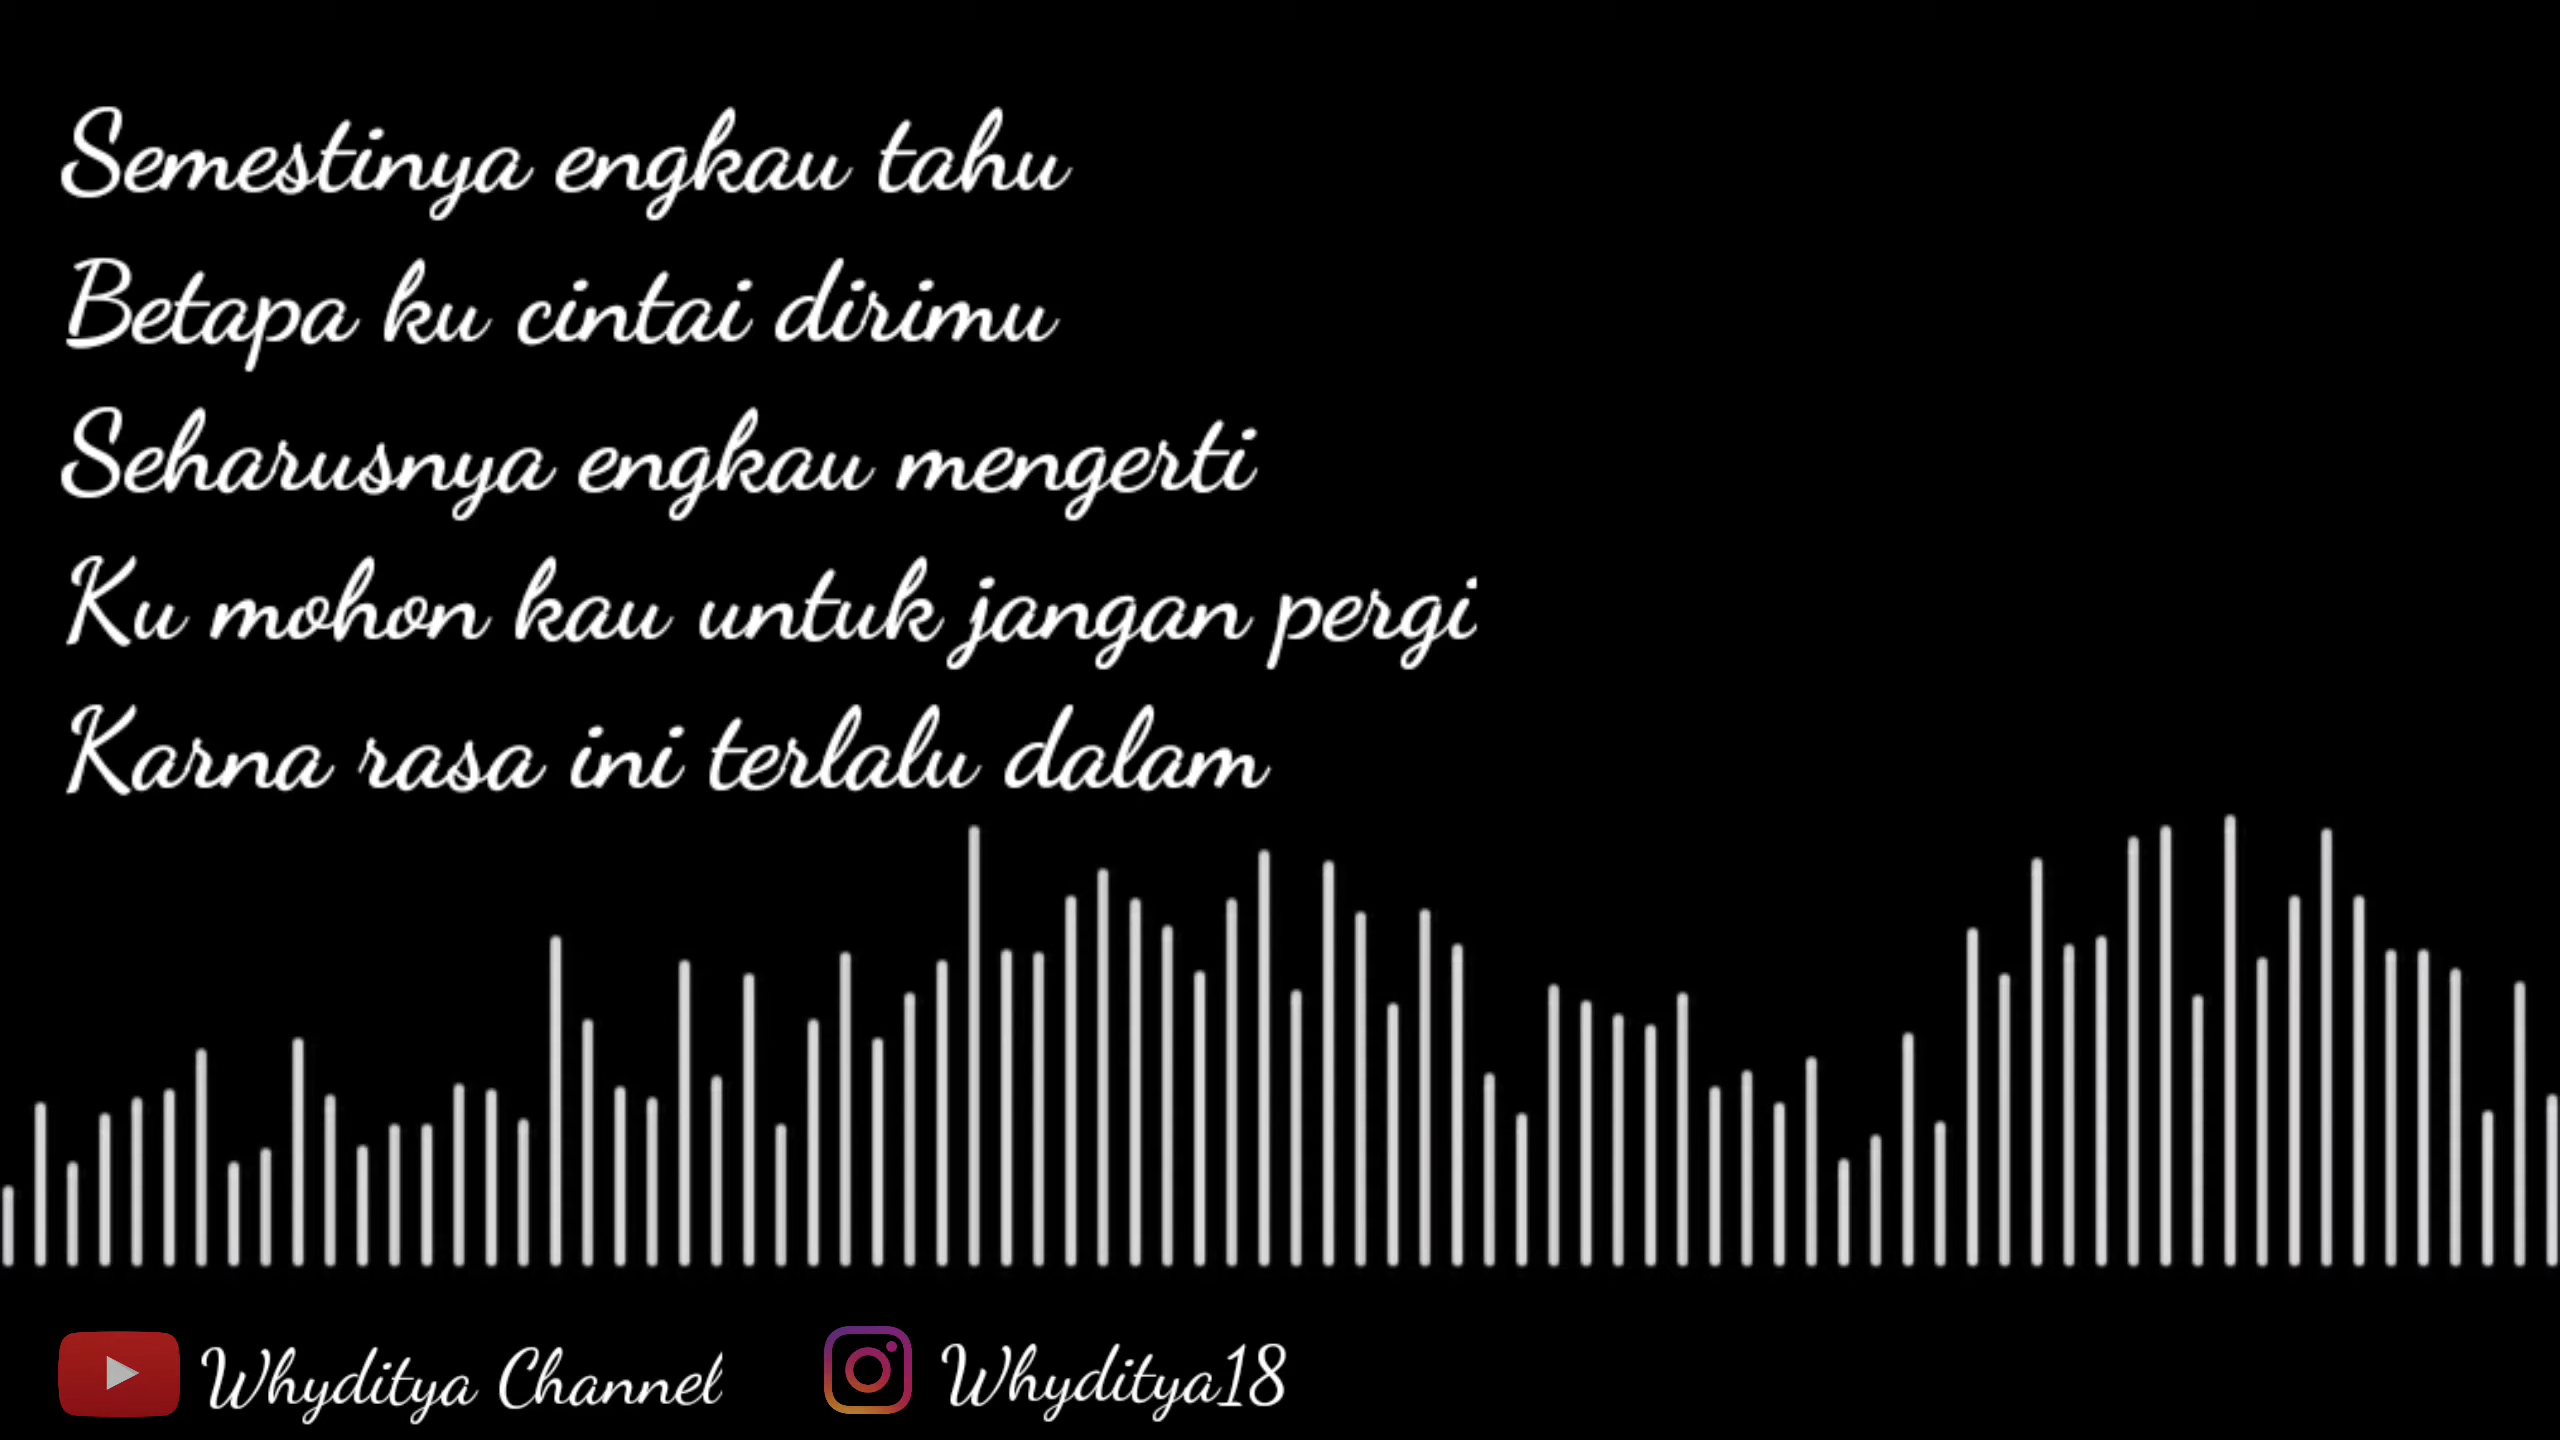 Semestinya engkau tahu
Betapa ku cintai dirimu
Seharusnya engkau mengerti
Ku mohon kau untuk jangan pergi
Karna rasa ini terlalu dalam
Whyditya Channel
Whyditya18